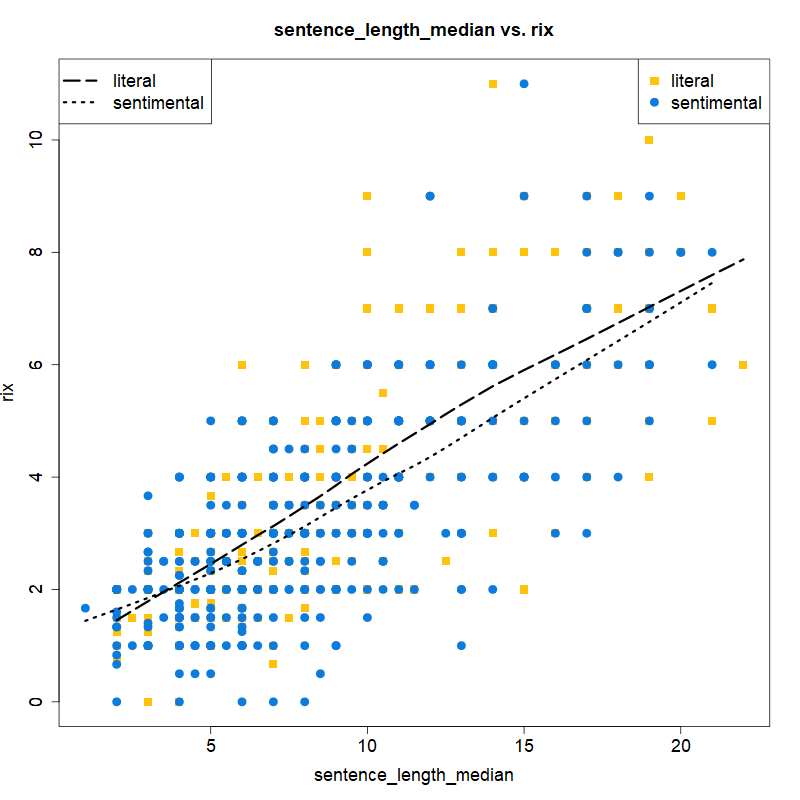 sentence_length_median vs. rix
literal
sentimental
literal
sentimental
rix
10
8
6
4
2
0
5
10
15
20
sentence_length_median